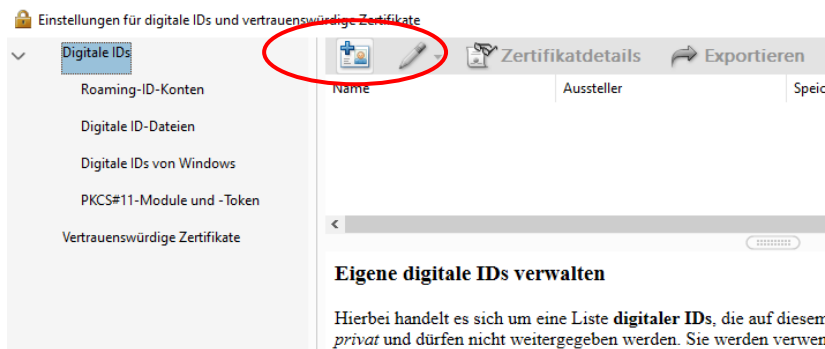 Einstellungen für digitale IDs und vertrauenswürdige Zertifikate
Digitale IDs
Zertifikatdetails
Exportieren
Roaming-ID-Konten
Name
Aussteller
Speic
Digitale ID-Dateien
Digitale IDs von Windows
PKCS#11-Module und -Token
Vertrauenswürdige Zertifikate
Eigene digitale IDs verwalten
Hierbei handelt es sich um eine Liste digitaler IDs, die auf diesem
privat und dürfen nicht weitergegeben werden. Sie werden verwen